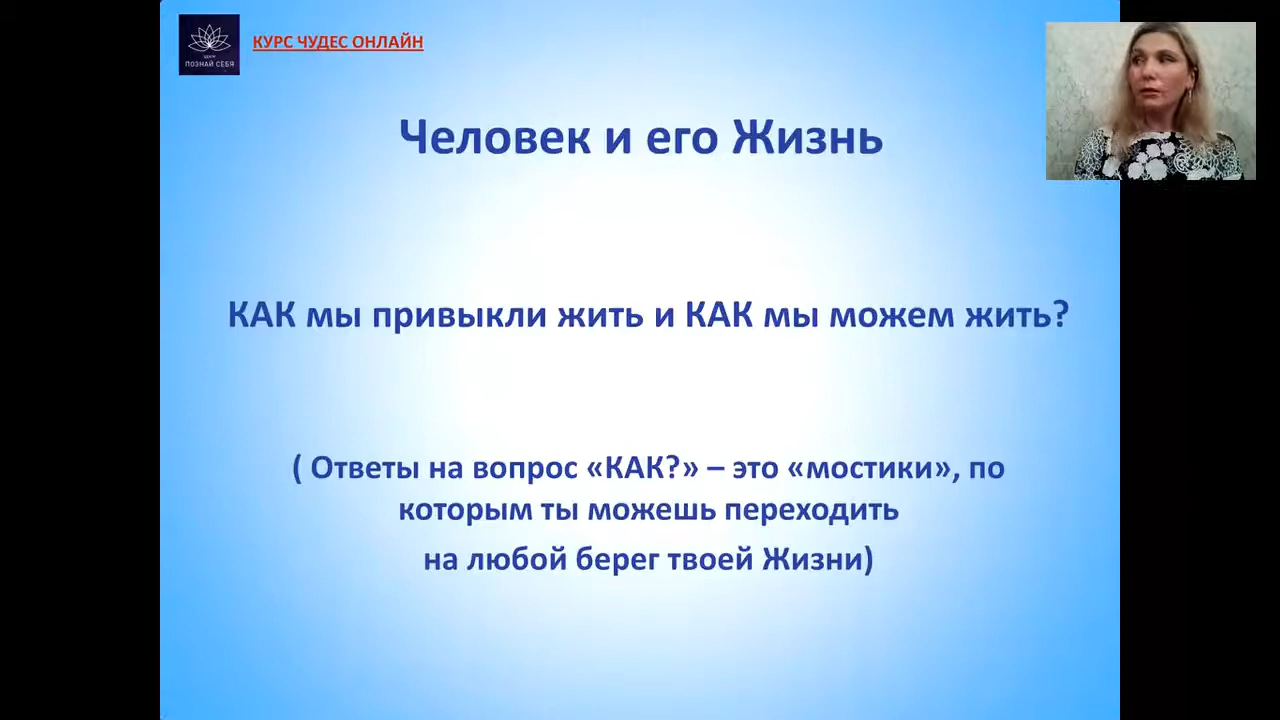 ЦЕНТР
ПОЗНАЙ СЕБЯ
КУРС ЧУДЕС ОНЛАЙН
Человек и его Жизнь
КАК мы привыкли жить и КАК мы можем жить?
( Ответы на вопрос «КАК?» – это «мостики», по
которым ты можешь переходить
на любой берег твоей Жизни)